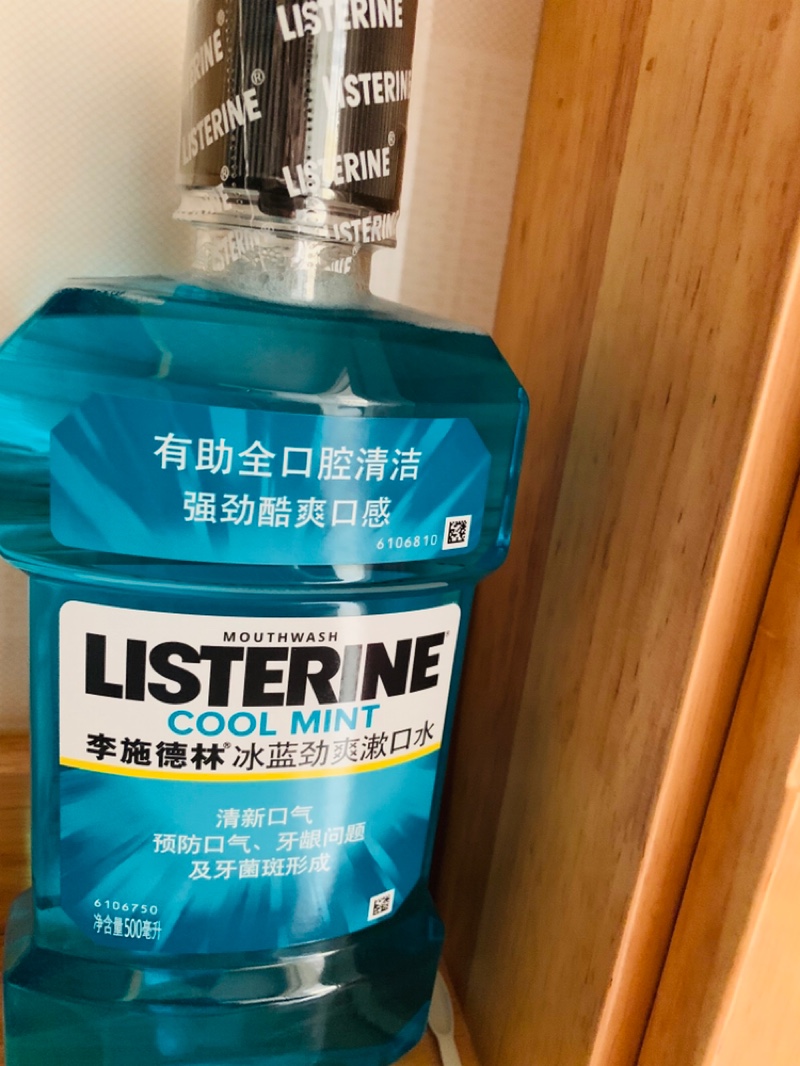 LISTERINE
LISTERINE
LISTERINE®
LISTERINE
LISTERINE®
LISTERINE
有助全口腔清洁
强劲酷爽口感
6106810
MOUTHWASH
LISTERINE®
COOL MINT
李施德林®冰蓝劲爽漱口水
清新口气
预防口气、牙龈问题
及牙菌斑形成
6106750
净含量500毫升